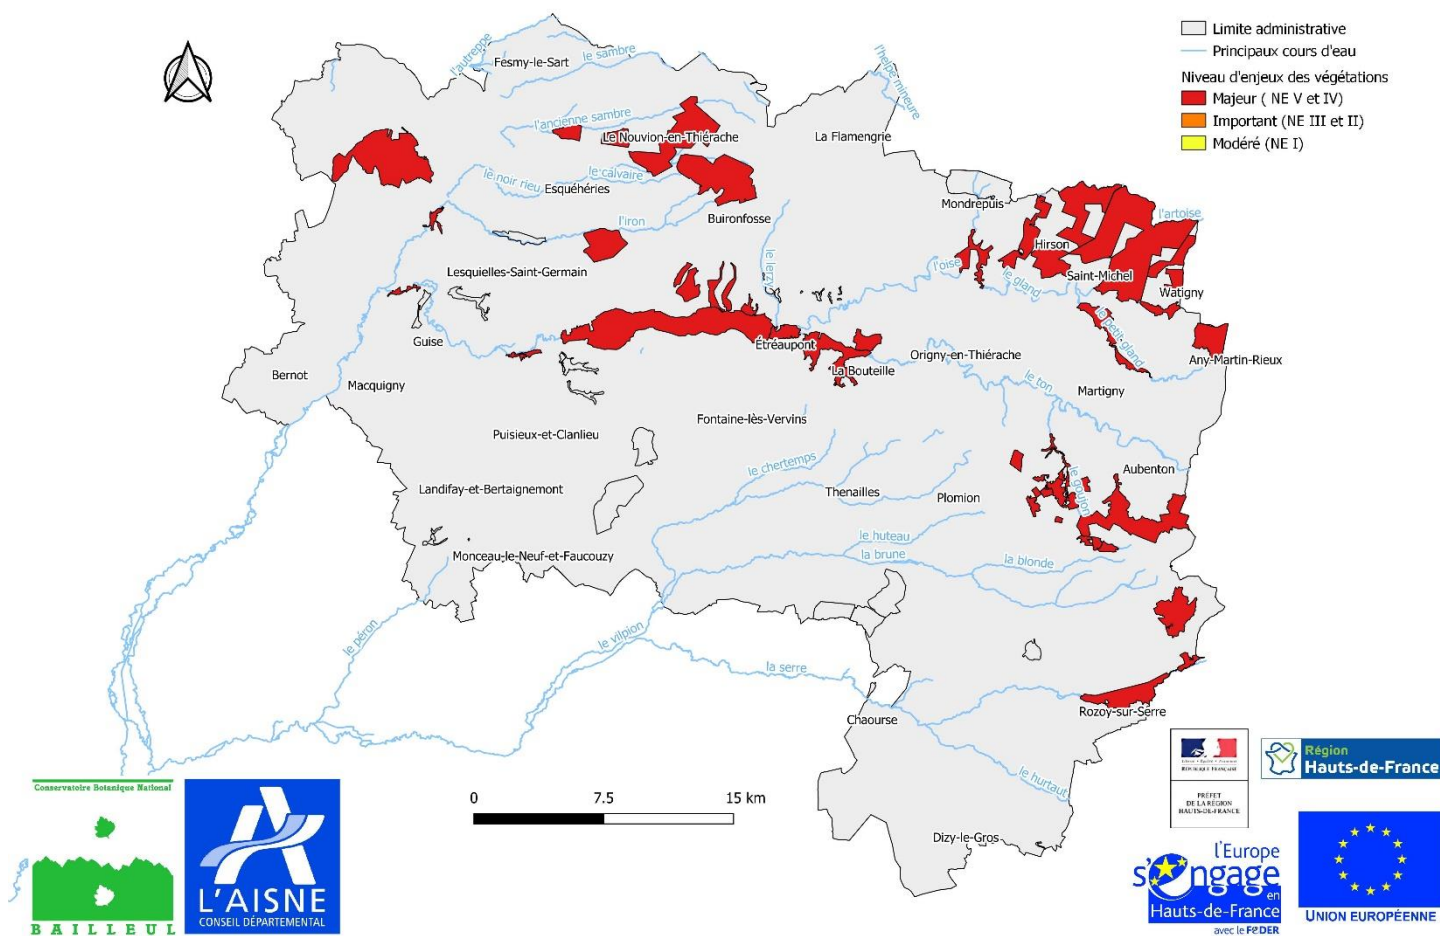 Limite administrative
Principaux cours d'eau
Niveau d'enjeux des végétations
Majeur ( NE V et IV)
Important (NE III et II)
Modéré (NE I)
l'autreppe
Fesmy-le-Sart
le sambre
l'helpe mineure
l'ancienne sambre
Le Nouvion-en-Thiérache
La Flamengrie
le noir rieu
Esquéhéries
le calvaire
Buironfosse
l'iron
Mondrepuis
l'artoise
Hirson
Saint-Michel
Watigny
Lesquielles-Saint-Germain
le lerzy
l'oise
le gland
le petit gland
Guise
Étréaupont
La Bouteille
Origny-en-Thiérache
Any-Martin-Rieux
Bernot
Macquigny
le ton
Martigny
Puisieux-et-Clanlieu
Fontaine-lès-Vervins
le chertemps
Aubenton
le goujon
Landifay-et-Bertaignemont
Thenailles
Plomion
le huteau
Monceau-le-Neuf-et-Faucouzy
la brune
la blonde
le péron
le vilpion
la serre
Chaourse
Rozoy-sur-Serre
le hurtaut
Dizy-le-Gros
0 7.5 15 km
Conservatoire Botanique National
BAILLEUL
L'AISNE
CONSEIL DÉPARTEMENTAL
RÉPUBLIQUE FRANÇAISE
PRÉFET
DE LA RÉGION
HAUTS-DE-FRANCE
Région
Hauts-de-France
l'Europe
s'engage
en
Hauts-de-France
avec le FEDER
UNION EUROPÉENNE